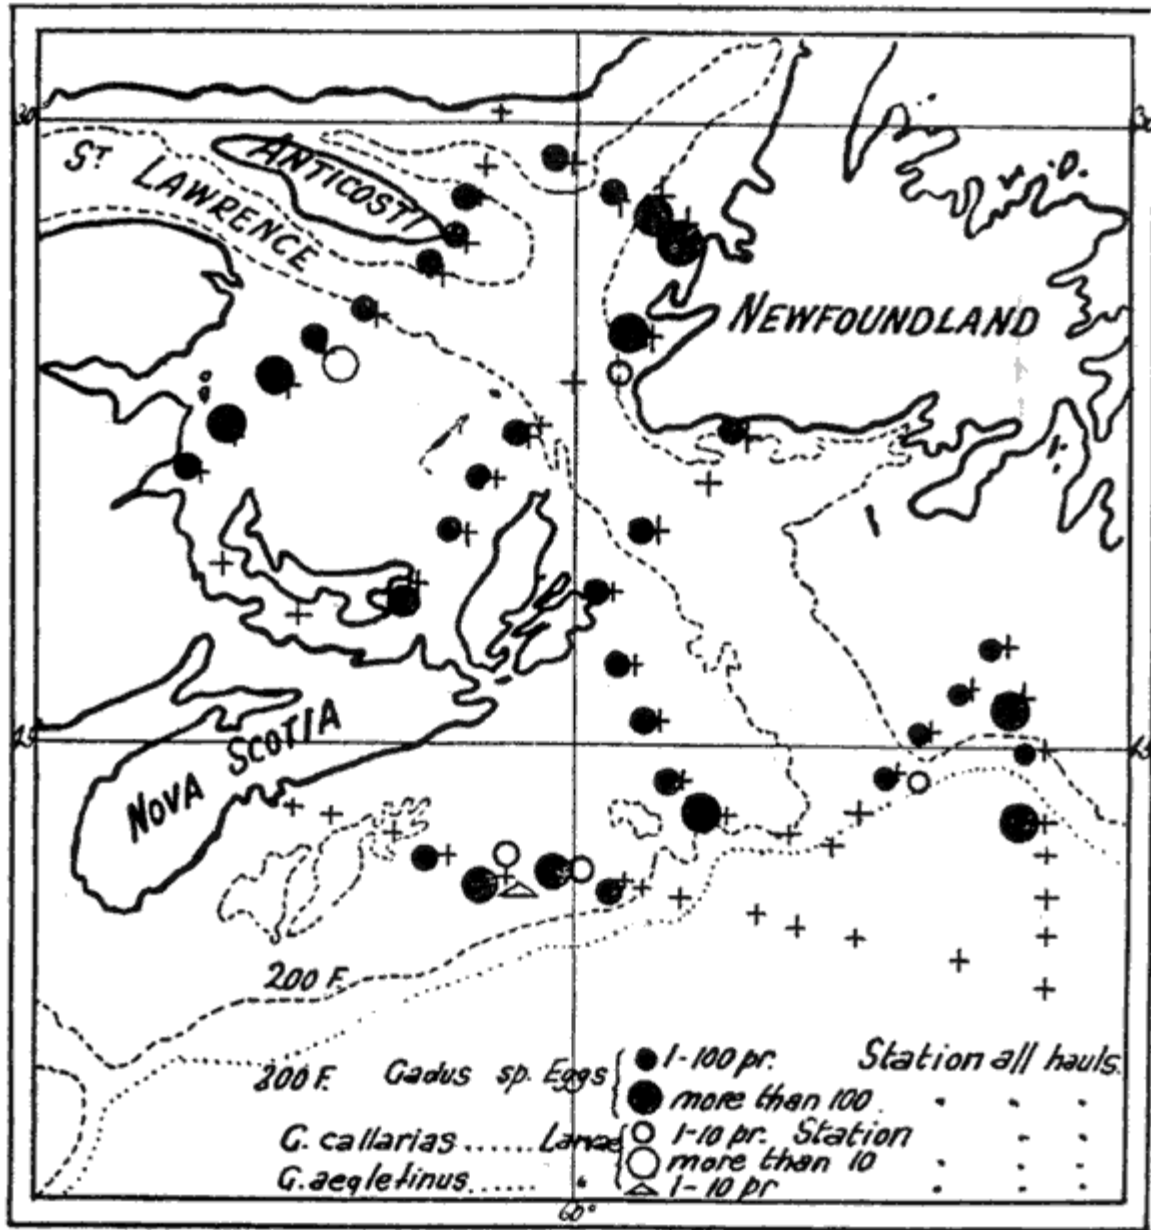 ANTICOSTI
ST LAWRENCE
NEWFOUNDLAND
NOVA SCOTIA
200 F.
200 F.
Gadus sp. Eggs 1-100 pr. Station all hauls.
more than 100
G. callarias ...... Larvae 1-10 pr. Station
more than 10
G. aeglefinus ...... " 1-10 pr
60°